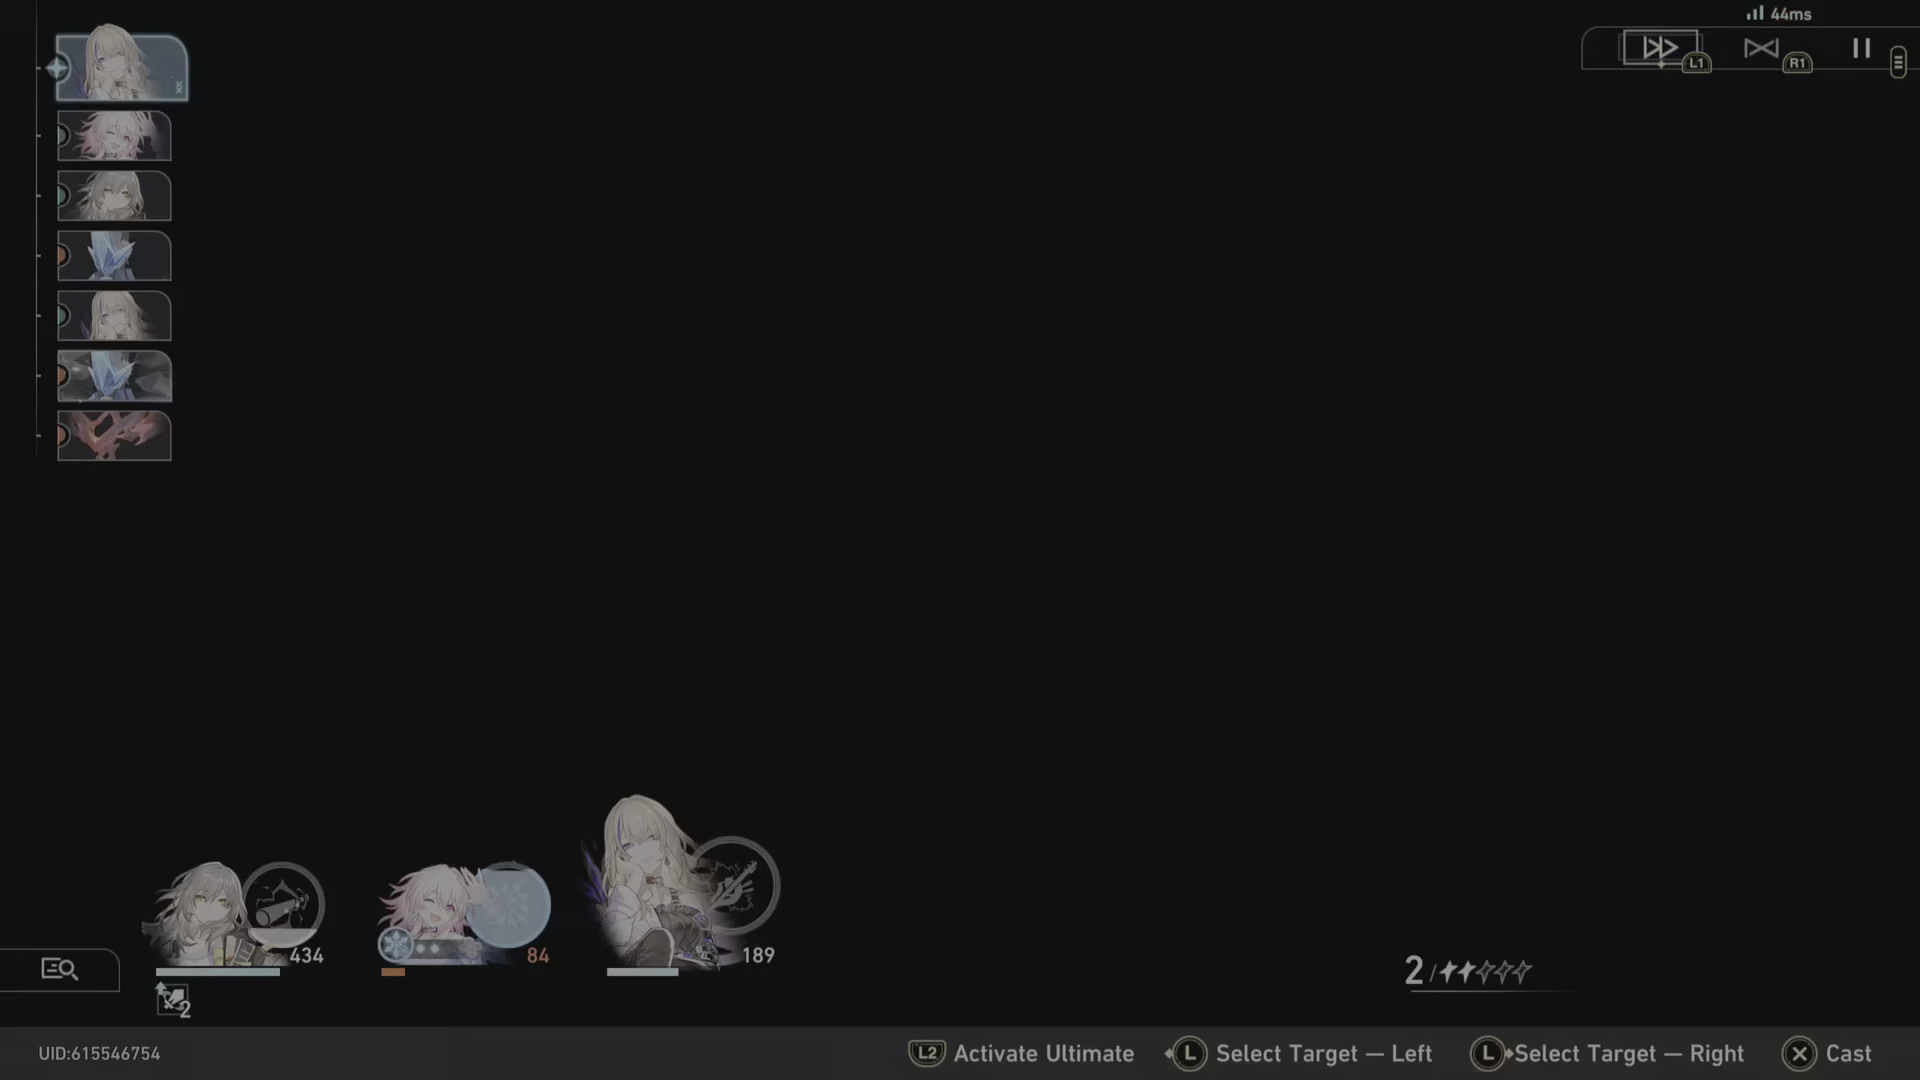 44ms
L1
R1
434
84
189
2
2 /
UID:615546754
L2 Activate Ultimate L Select Target — Left L Select Target — Right Cast